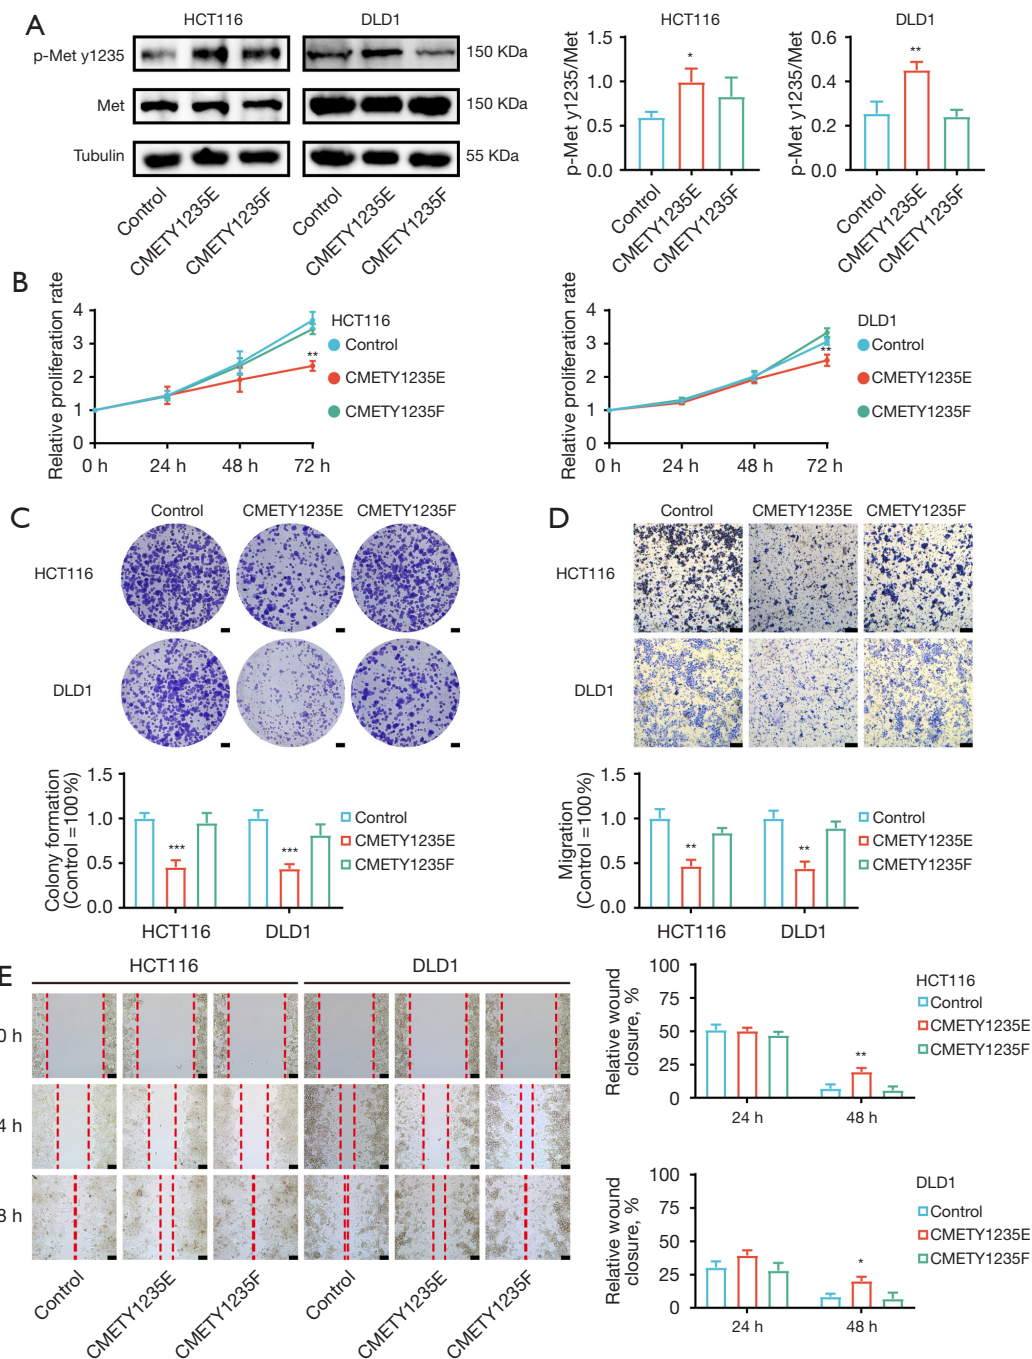 A
HCT116
DLD1
p-Met y1235
150 KDa
Met
150 KDa
Tubulin
55 KDa
Control
CMETY1235E
CMETY1235F
Control
CMETY1235E
CMETY1235F
HCT116
p-Met y1235/Met
1.5
1.0
0.5
0.0
*
Control
CMETY1235E
CMETY1235F
DLD1
p-Met y1235/Met
0.6
0.4
0.2
0.0
**
Control
CMETY1235E
CMETY1235F
B
Relative proliferation rate
4
3
2
1
0
0 h
24 h
48 h
72 h
**
HCT116
Control
CMETY1235E
CMETY1235F
Relative proliferation rate
4
3
2
1
0
0 h
24 h
48 h
72 h
**
DLD1
Control
CMETY1235E
CMETY1235F
C
Control
CMETY1235E
CMETY1235F
HCT116
DLD1
Colony formation
(Control = 100%)
1.5
1.0
0.5
0.0
***
***
HCT116
DLD1
Control
CMETY1235E
CMETY1235F
D
Control
CMETY1235E
CMETY1235F
HCT116
DLD1
Migration
(Control = 100%)
1.5
1.0
0.5
0.0
**
**
HCT116
DLD1
Control
CMETY1235E
CMETY1235F
E
HCT116
DLD1
0 h
4 h
8 h
Control
CMETY1235E
CMETY1235F
Control
CMETY1235E
CMETY1235F
Relative wound
closure, %
100
75
50
25
0
**
24 h
48 h
HCT116
Control
CMETY1235E
CMETY1235F
Relative wound
closure, %
100
75
50
25
0
*
24 h
48 h
DLD1
Control
CMETY1235E
CMETY1235F